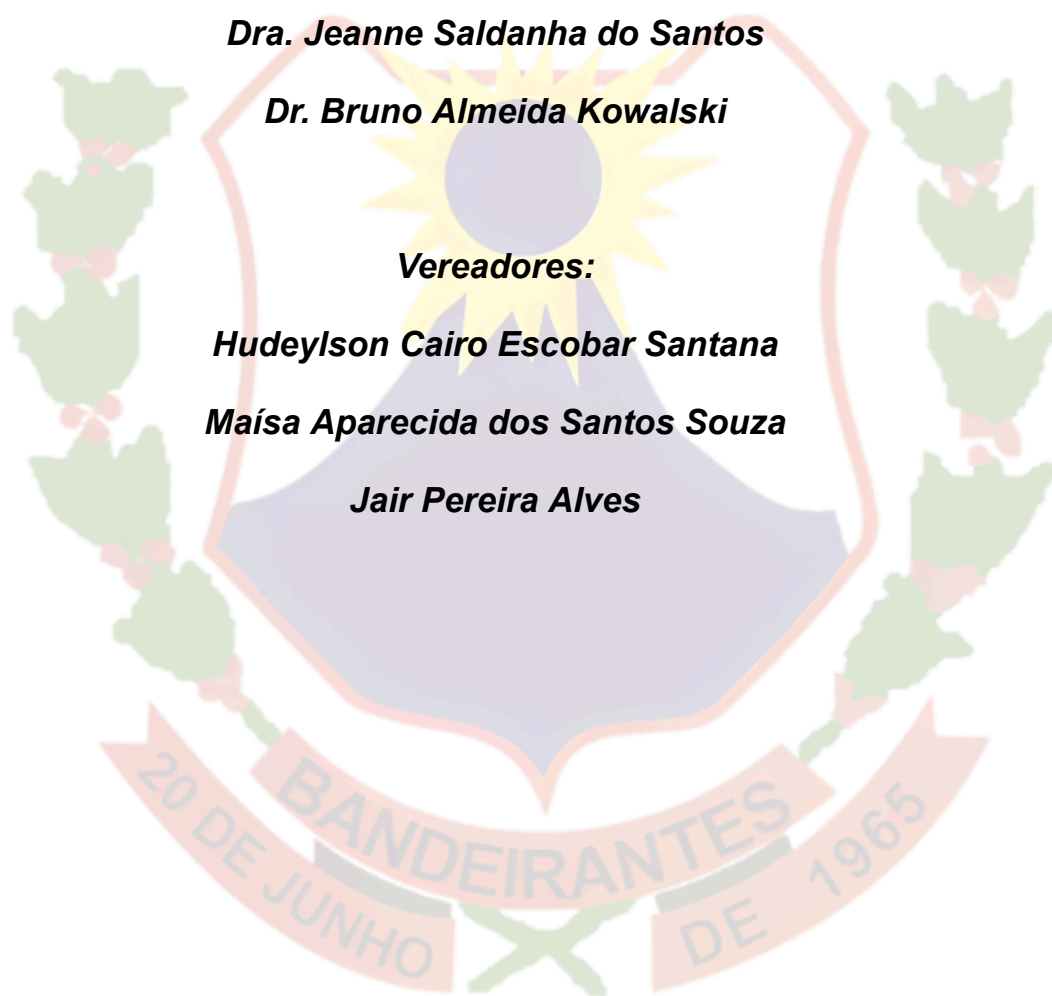 Dra. Jeanne Saldanha do Santos
Dr. Bruno Almeida Kowalski
Vereadores:
Hudeylson Cairo Escobar Santana
Maísa Aparecida dos Santos Souza
Jair Pereira Alves
BANDEIRANTES
20 DE JUNHO
DE 1965